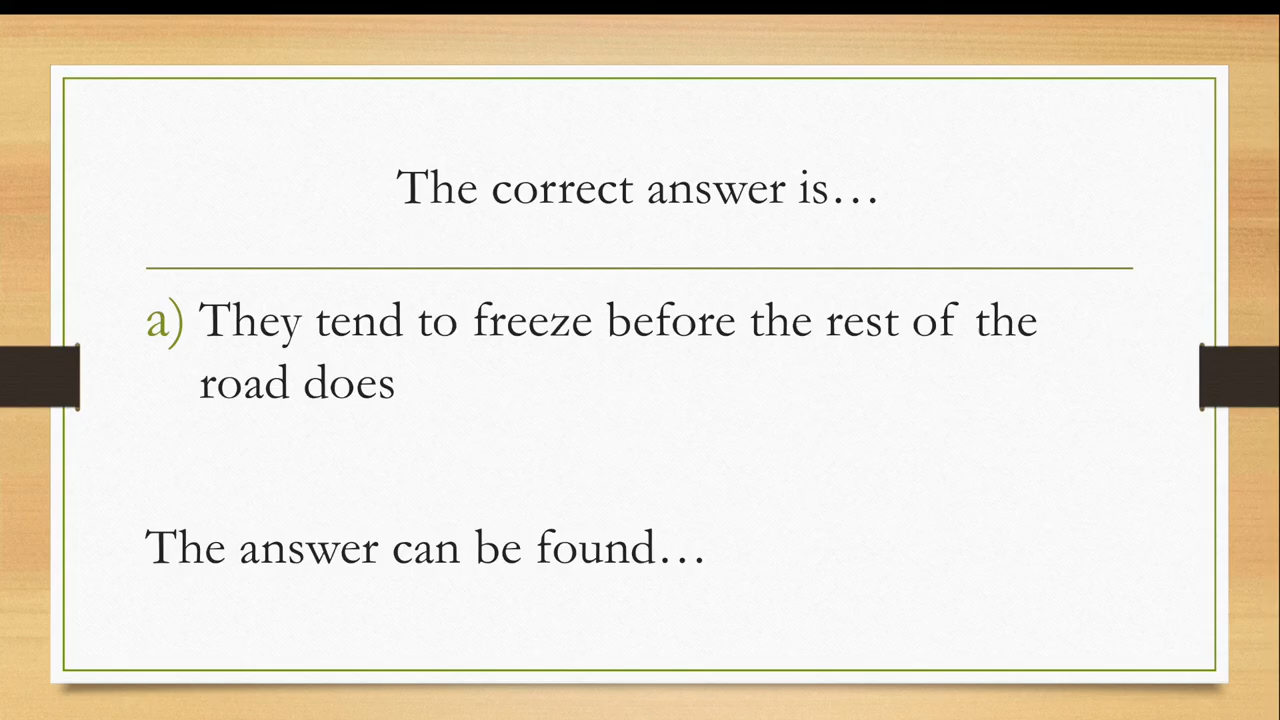 The correct answer is…
a) They tend to freeze before the rest of the
road does
The answer can be found…